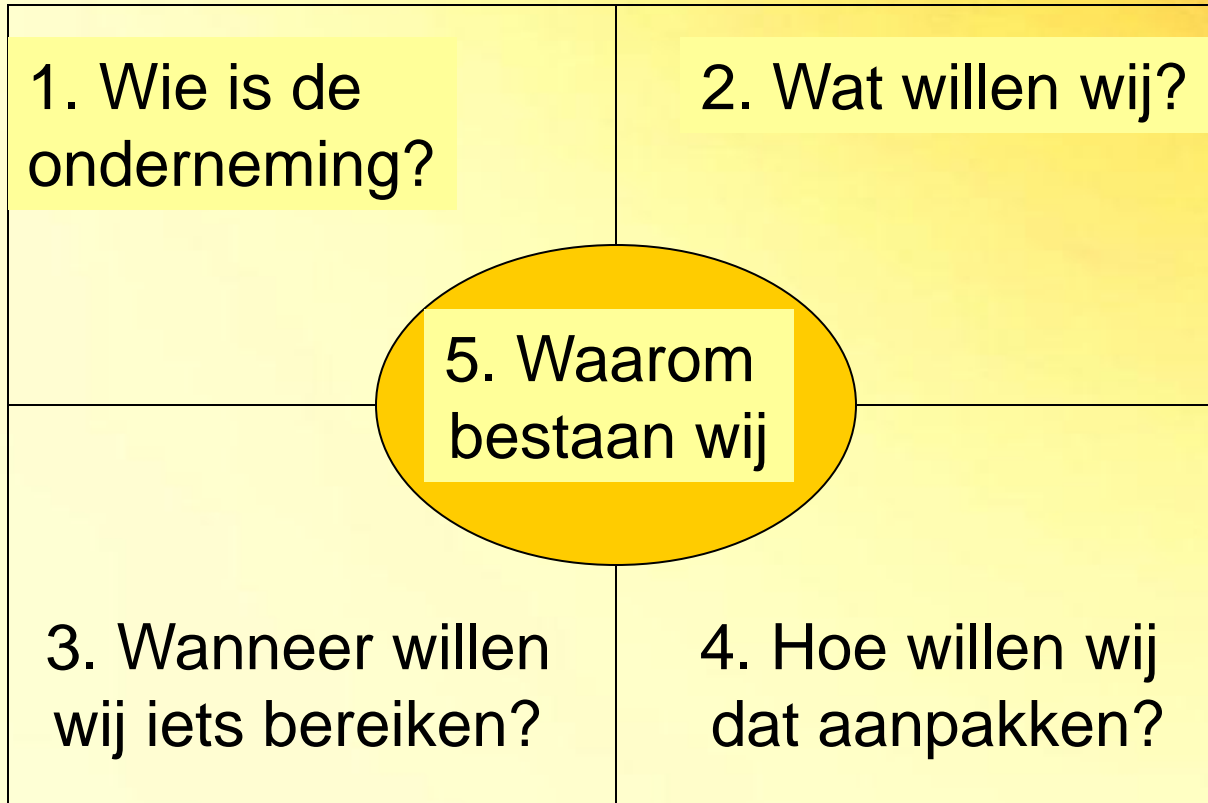 1. Wie is de
onderneming?
2. Wat willen wij?
5. Waarom
bestaan wij
3. Wanneer willen
wij iets bereiken?
4. Hoe willen wij
dat aanpakken?